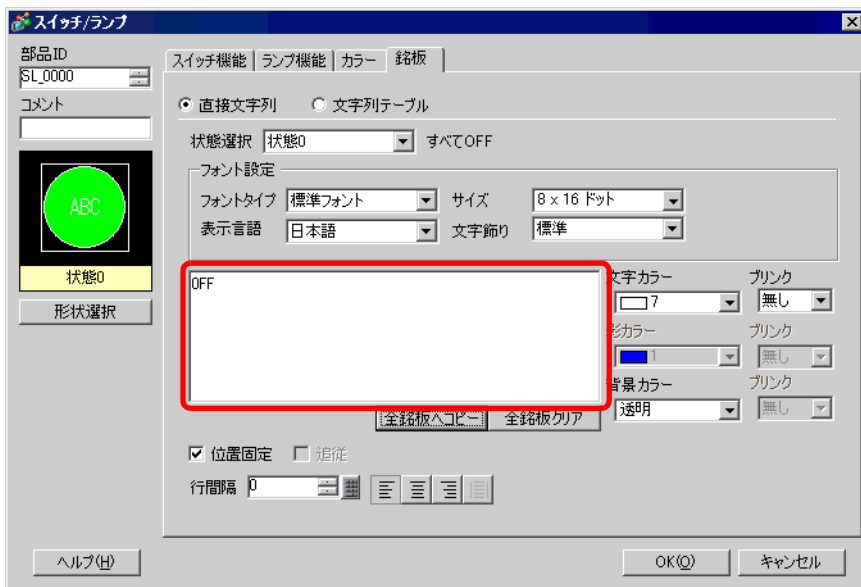 スイッチ/ランプ
部品ID
SL_0000
コメント
ABC
状態0
形状選択
スイッチ機能 ランプ機能 カラー 銘板
直接文字列 文字列テーブル
状態選択 状態0 すべてOFF
フォント設定
フォントタイプ 標準フォント サイズ 8 x 16 ドット
表示言語 日本語 文字飾り 標準
OFF
文字カラー ブリンク
7 無し
影カラー ブリンク
1 無し
背景カラー ブリンク
透明 無し
全銘板へコピー 全銘板クリア
位置固定 追従
行間隔 0
ヘルプ(H) OK(O) キャンセル